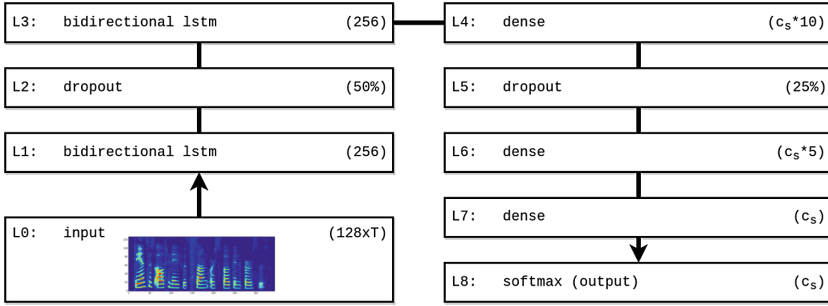 L3: bidirectional lstm (256)
L2: dropout (50%)
L1: bidirectional lstm (256)
L0: input (128xT)
L4: dense (cs*10)
L5: dropout (25%)
L6: dense (cs*5)
L7: dense (cs)
L8: softmax (output) (cs)